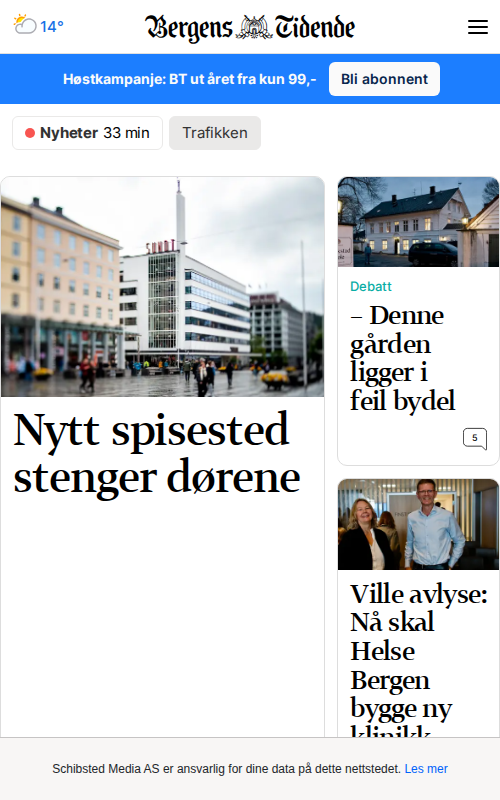 14°
Bergens Tidende
Høstkampanje: BT ut året fra kun 99,-
Bli abonnent
Nyheter 33 min
Trafikken
SUNDT
Nytt spisested
stenger dørene
Debatt
– Denne
gården
ligger i
feil bydel
5
Ville avlyse:
Nå skal
Helse
Bergen
bygge ny
klinikk
Schibsted Media AS er ansvarlig for dine data på dette nettstedet. Les mer